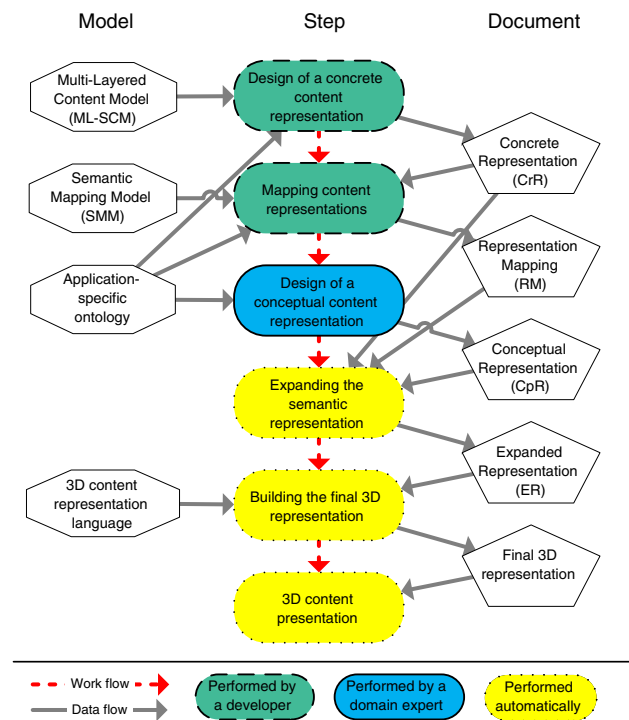 Model
Step
Document
Multi-Layered
Content Model
(ML-SCM)
Design of a concrete
content
representation
Concrete
Representation
(CrR)
Semantic
Mapping Model
(SMM)
Mapping content
representations
Representation
Mapping
(RM)
Application-
specific
ontology
Design of a
conceptual content
representation
Conceptual
Representation
(CpR)
Expanding the
semantic
representation
Expanded
Representation
(ER)
3D content
representation
language
Building the final 3D
representation
Final 3D
representation
3D content
presentation
Work flow
Data flow
Performed by
a developer
Performed by a
domain expert
Performed
automatically